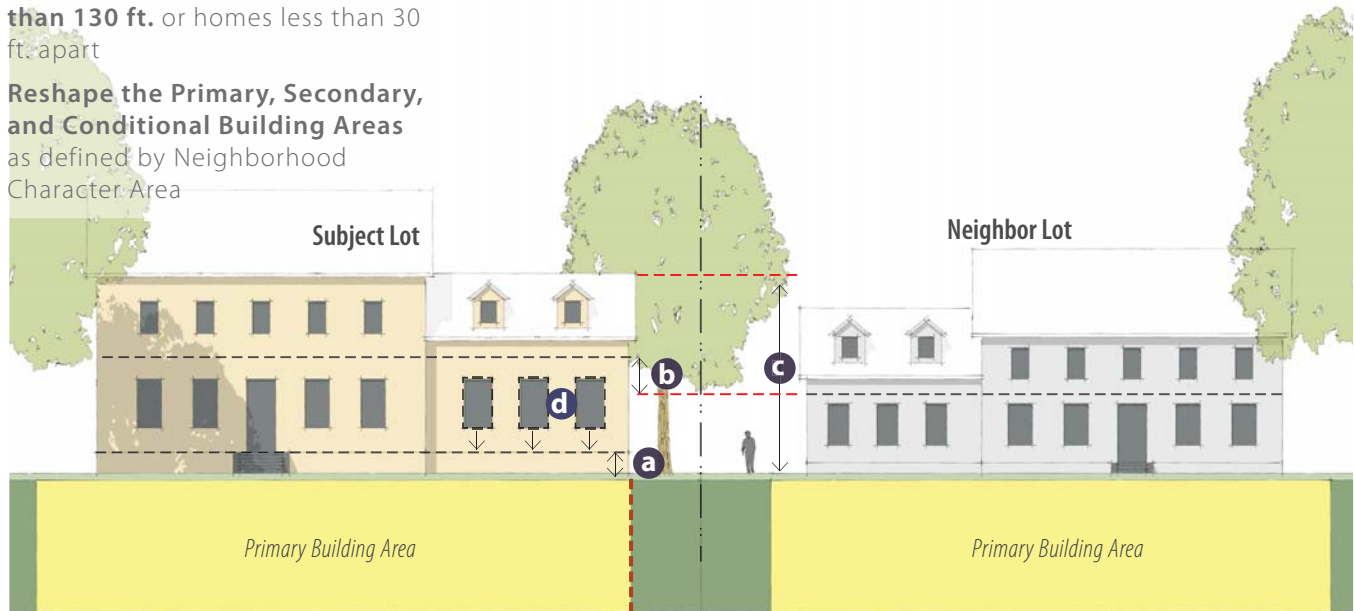 than 130 ft. or homes less than 30
ft. apart
Reshape the Primary, Secondary,
and Conditional Building Areas
as defined by Neighborhood
Character Area
Subject Lot
Neighbor Lot
b
c
d
a
Primary Building Area
Primary Building Area